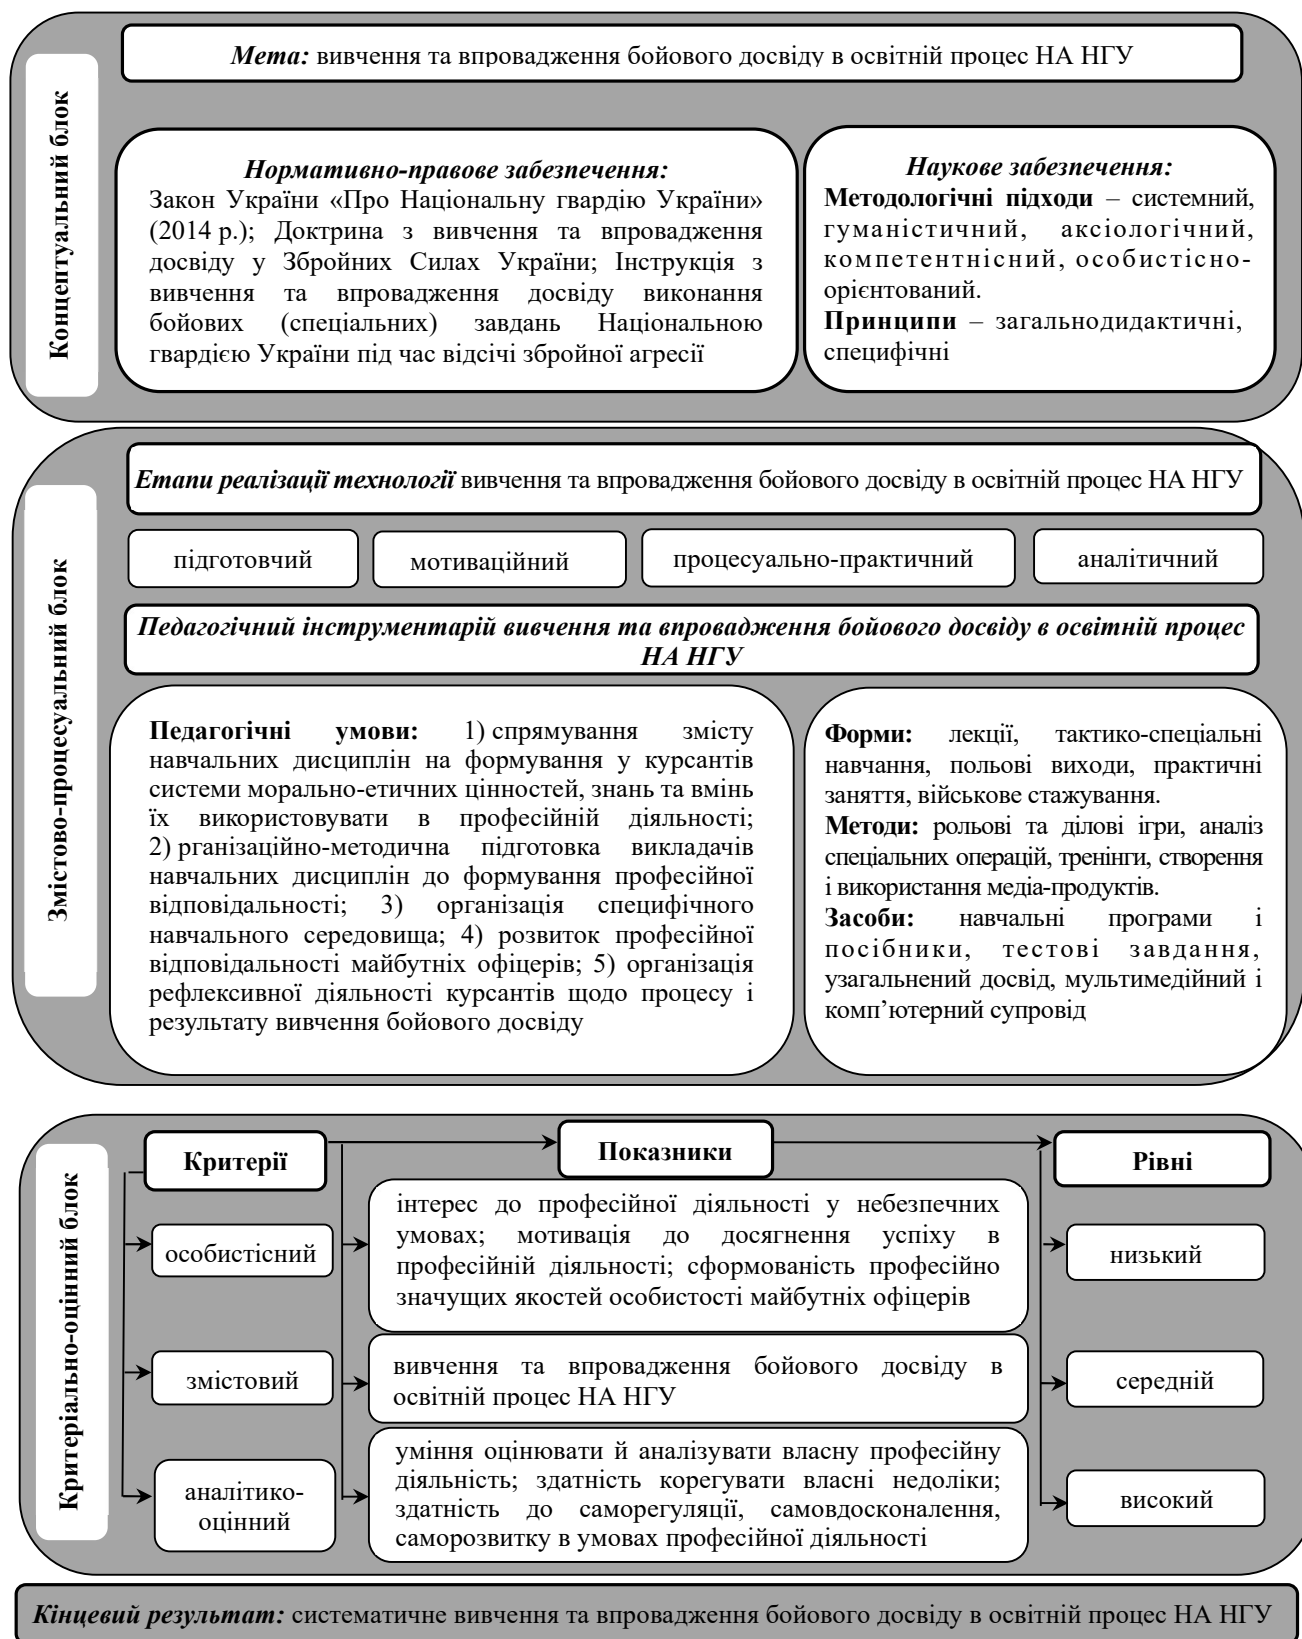 Концептуальний блок
Мета: вивчення та впровадження бойового досвіду в освітній процес НА НГУ
Нормативно-правове забезпечення:
Закон України «Про Національну гвардію України»
(2014 р.); Доктрина з вивчення та впровадження
досвіду у Збройних Силах України; Інструкція з
вивчення та впровадження досвіду виконання
бойових (спеціальних) завдань Національною
гвардією України під час відсічі збройної агресії
Наукове забезпечення:
Методологічні підходи – системний,
гуманістичний, аксіологічний,
компетентнісний, особистісно-
орієнтований.
Принципи – загальнодидактичні,
специфічні
Змістово-процесуальний блок
Етапи реалізації технології вивчення та впровадження бойового досвіду в освітній процес НА НГУ
підготовчий
мотиваційний
процесуально-практичний
аналітичний
Педагогічний інструментарій вивчення та впровадження бойового досвіду в освітній процес
НА НГУ
Педагогічні умови: 1) спрямування змісту
навчальних дисциплін на формування у курсантів
системи морально-етичних цінностей, знань та вмінь
їх використовувати в професійній діяльності;
2) рганізаційно-методична підготовка викладачів
навчальних дисциплін до формування професійної
відповідальності; 3) організація специфічного
навчального середовища; 4) розвиток професійної
відповідальності майбутніх офіцерів; 5) організація
рефлексивної діяльності курсантів щодо процесу і
результату вивчення бойового досвіду
Форми: лекції, тактико-спеціальні
навчання, польові виходи, практичні
заняття, військове стажування.
Методи: рольові та ділові ігри, аналіз
спеціальних операцій, тренінги, створення
і використання медіа-продуктів.
Засоби: навчальні програми і
посібники, тестові завдання,
узагальнений досвід, мультимедійний і
комп’ютерний супровід
Критеріально-оцінний блок
Критерії
Показники
Рівні
особистісний
інтерес до професійної діяльності у небезпечних
умовах; мотивація до досягнення успіху в
професійній діяльності; сформованість професійно
значущих якостей особистості майбутніх офіцерів
низький
змістовий
вивчення та впровадження бойового досвіду в
освітній процес НА НГУ
середній
аналітико-
оцінний
уміння оцінювати й аналізувати власну професійну
діяльність; здатність корегувати власні недоліки;
здатність до саморегуляції, самовдосконалення,
саморозвитку в умовах професійної діяльності
високий
Кінцевий результат: систематичне вивчення та впровадження бойового досвіду в освітній процес НА НГУ